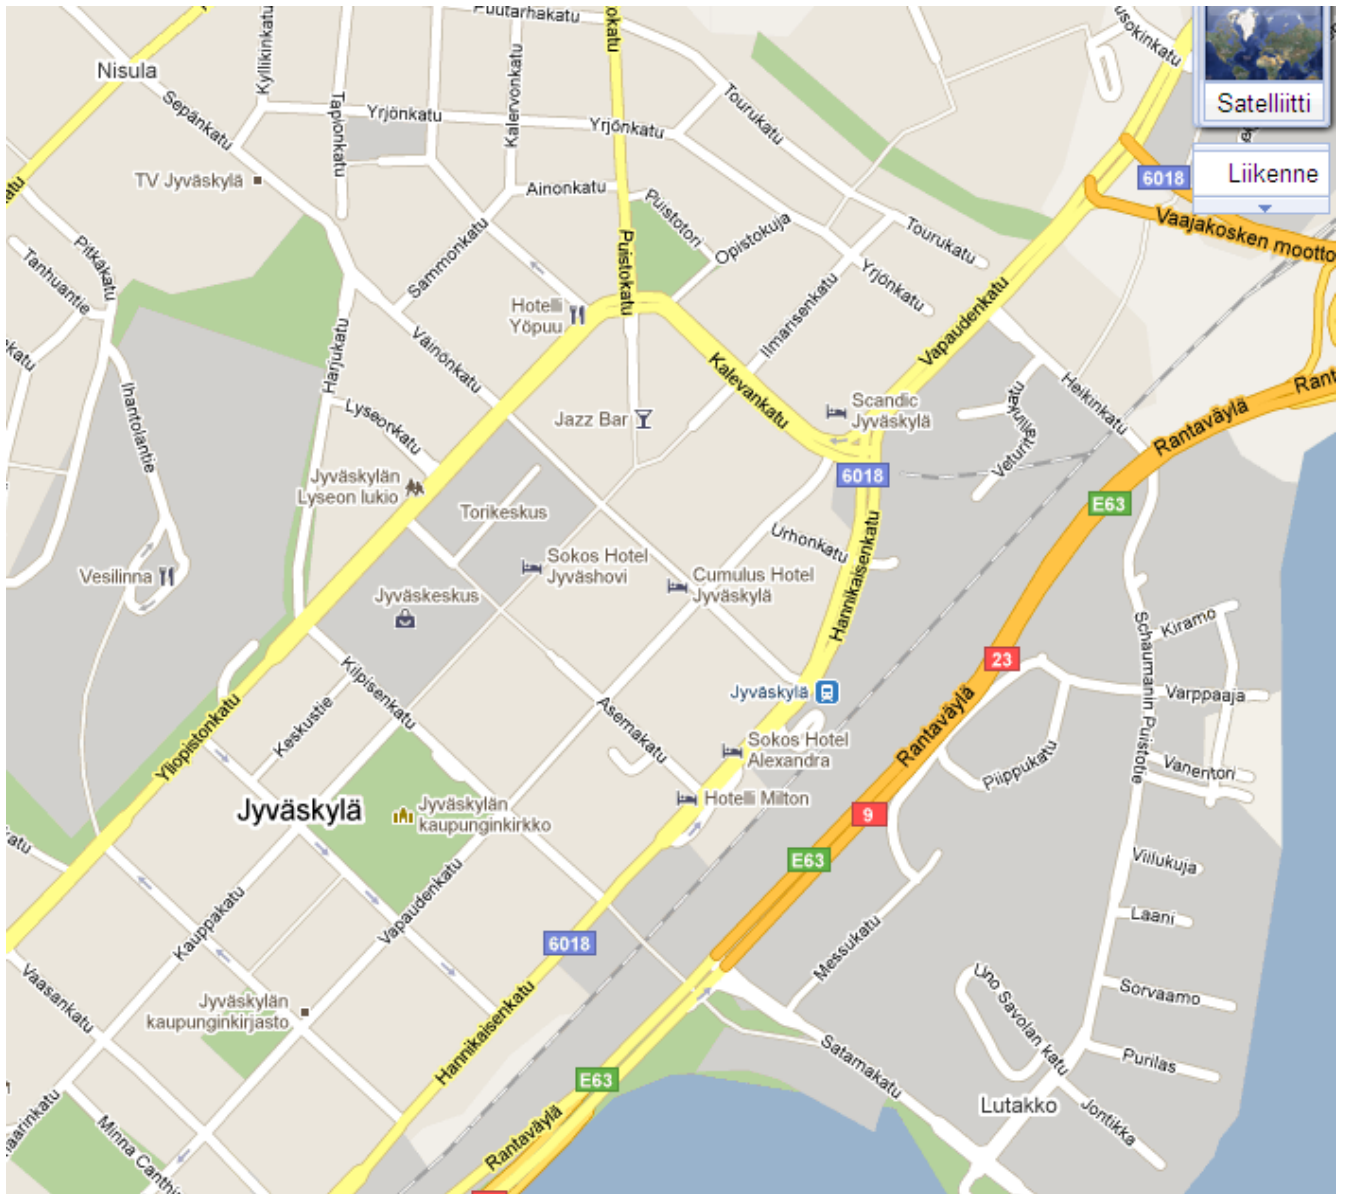 Puutarhakatu
Nisula
Kyllikinkatu
Kalervonkatu
Satelliitti
Sepänkatu
Tapionkatu
Yrjönkatu
Yrjönkatu
Tourukatu
Liikenne
TV Jyväskylä
Ainonkatu
Puistotori
6018
Vaajakosken mootto
Pitkäkatu
Tanhuantie
Sammonkatu
Puistokatu
Opistokuja
Tourukatu
Yrjönkatu
Hotelli
Yöpuu
Ilmarisenkatu
Vapaudenkatu
Harjukatu
Väinönkatu
Kalevankatu
Heikinkatu
Rant
Ihantolantie
Lyseonkatu
Jazz Bar
Scandic
Jyväskylä
Rantaväylä
Jyväskylän
Lyseon lukio
6018
E63
Torikeskus
Urhonkatu
Hannikaisenkatu
Vesilinna
Sokos Hotel
Jyväshovi
Cumulus Hotel
Jyväskylä
Jyväskeskus
Schaumanin Puistotie
Kiramo
23
Kilpisenkatu
Jyväskylä
Varppaaja
Yliopistonkatu
Keskustie
Asemakatu
Rantaväylä
Sokos Hotel
Alexandra
Piippukatu
Vanentori
Jyväskylä
Jyväskylän
kaupunginkirkko
Hotelli Milton
9
E63
Viilukuja
Kauppakatu
Vapaudenkatu
Laani
6018
Messukatu
Vaasankatu
Jyväskylän
kaupunginkirjasto
Uno Savolan katu
Sorvaamo
Hannikaisenkatu
Satamakatu
Purilas
E63
Lutakko
Jontikka
Minna Canthin
Rantaväylä